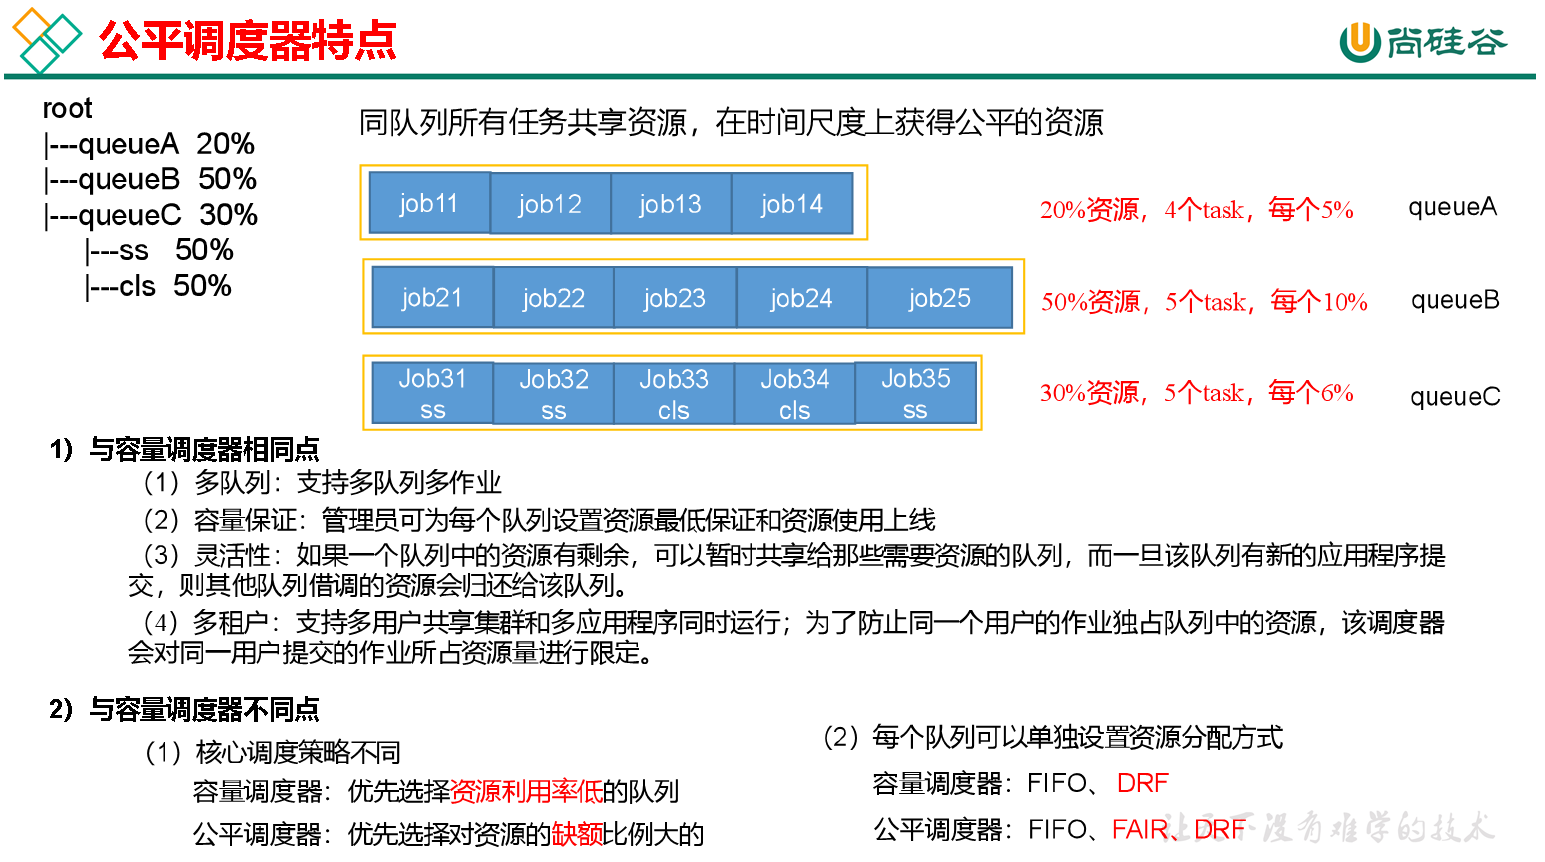 公平调度器特点
尚硅谷
root
|---queueA 20%
|---queueB 50%
|---queueC 30%
|---ss 50%
|---cls 50%
同队列所有任务共享资源，在时间尺度上获得公平的资源
job11 job12 job13 job14
20%资源，4个task，每个5% queueA
job21 job22 job23 job24 job25
50%资源，5个task，每个10% queueB
Job31 Job32 Job33 Job34 Job35
ss ss cls cls ss
30%资源，5个task，每个6% queueC
1）与容量调度器相同点
（1）多队列：支持多队列多作业
（2）容量保证：管理员可为每个队列设置资源最低保证和资源使用上线
（3）灵活性：如果一个队列中的资源有剩余，可以暂时共享给那些需要资源的队列，而一旦该队列有新的应用程序提
交，则其他队列借调的资源会归还给该队列。
（4）多租户：支持多用户共享集群和多应用程序同时运行；为了防止同一个用户的作业独占队列中的资源，该调度器
会对同一用户提交的作业所占资源量进行限定。
2）与容量调度器不同点
（1）核心调度策略不同
容量调度器：优先选择资源利用率低的队列
公平调度器：优先选择对资源的缺额比例大的
（2）每个队列可以单独设置资源分配方式
容量调度器：FIFO、 DRF
公平调度器：FIFO、FAIR、DRF
让天下没有难学的技术